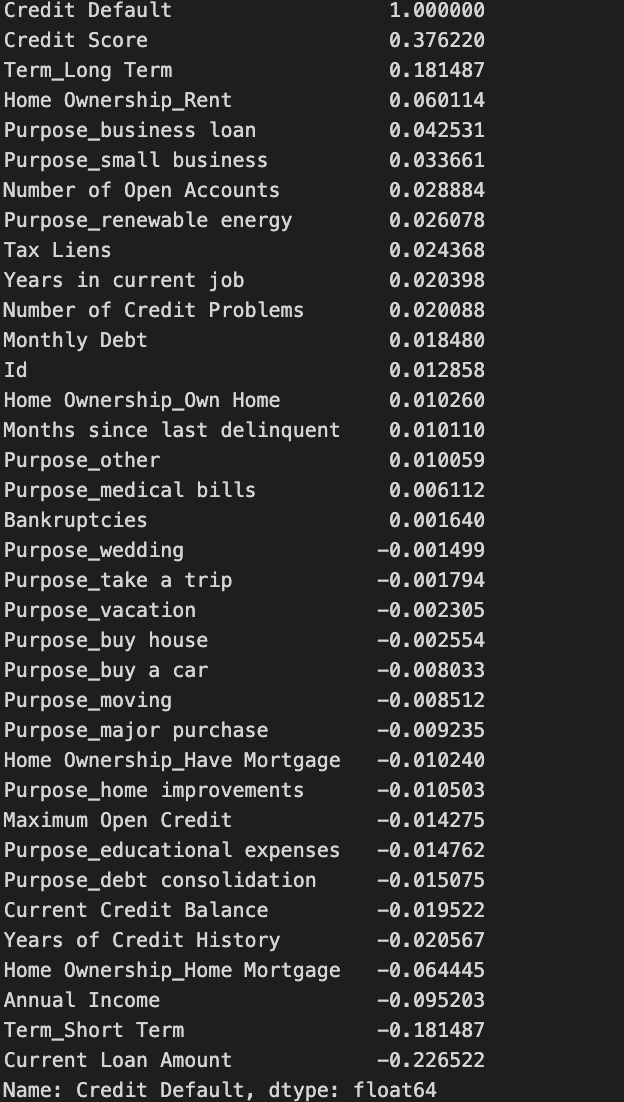 Credit Default 1.000000
Credit Score 0.376220
Term_Long Term 0.181487
Home Ownership_Rent 0.060114
Purpose_business loan 0.042531
Purpose_small business 0.033661
Number of Open Accounts 0.028884
Purpose_renewable energy 0.026078
Tax Liens 0.024368
Years in current job 0.020398
Number of Credit Problems 0.020088
Monthly Debt 0.018480
Id 0.012858
Home Ownership_Own Home 0.010260
Months since last delinquent 0.010110
Purpose_other 0.010059
Purpose_medical bills 0.006112
Bankruptcies 0.001640
Purpose_wedding -0.001499
Purpose_take a trip -0.001794
Purpose_vacation -0.002305
Purpose_buy house -0.002554
Purpose_buy a car -0.008033
Purpose_moving -0.008512
Purpose_major purchase -0.009235
Home Ownership_Have Mortgage -0.010240
Purpose_home improvements -0.010503
Maximum Open Credit -0.014275
Purpose_educational expenses -0.014762
Purpose_debt consolidation -0.015075
Current Credit Balance -0.019522
Years of Credit History -0.020567
Home Ownership_Home Mortgage -0.064445
Annual Income -0.095203
Term_Short Term -0.181487
Current Loan Amount -0.226522
Name: Credit Default, dtype: float64